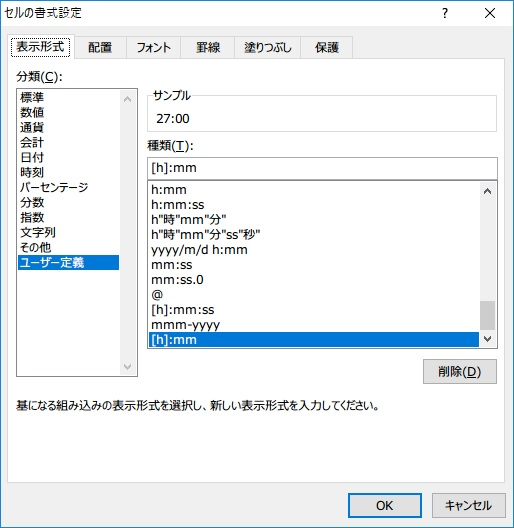 セルの書式設定
?
表示形式 配置 フォント 罫線 塗りつぶし 保護
分類(C):
標準
数値
通貨
会計
日付
時刻
パーセンテージ
分数
指数
文字列
その他
ユーザー定義
サンプル
27:00
種類(T):
[h]:mm
h:mm
h:mm:ss
h"時"mm"分"
h"時"mm"分"ss"秒"
yyyy/m/d h:mm
mm:ss
mm:ss.0
@
[h]:mm:ss
mmm-yyyy
[h]:mm
削除(D)
基になる組み込みの表示形式を選択し、新しい表示形式を入力してください。
OK キャンセル